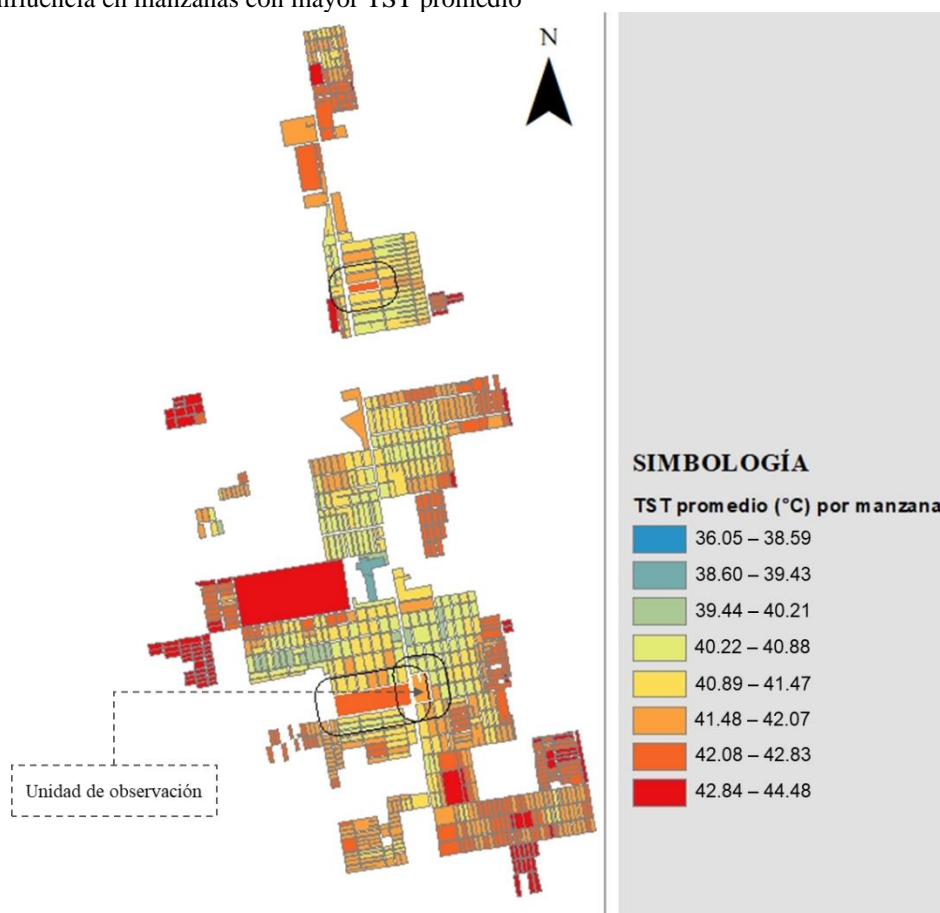 nfluencia en manzanas con mayor TST promedio
N
SIMBOLOGÍA
TST promedio (°C) por manzana
36.05 – 38.59
38.60 – 39.43
39.44 – 40.21
40.22 – 40.88
40.89 – 41.47
41.48 – 42.07
42.08 – 42.83
42.84 – 44.48
Unidad de observación